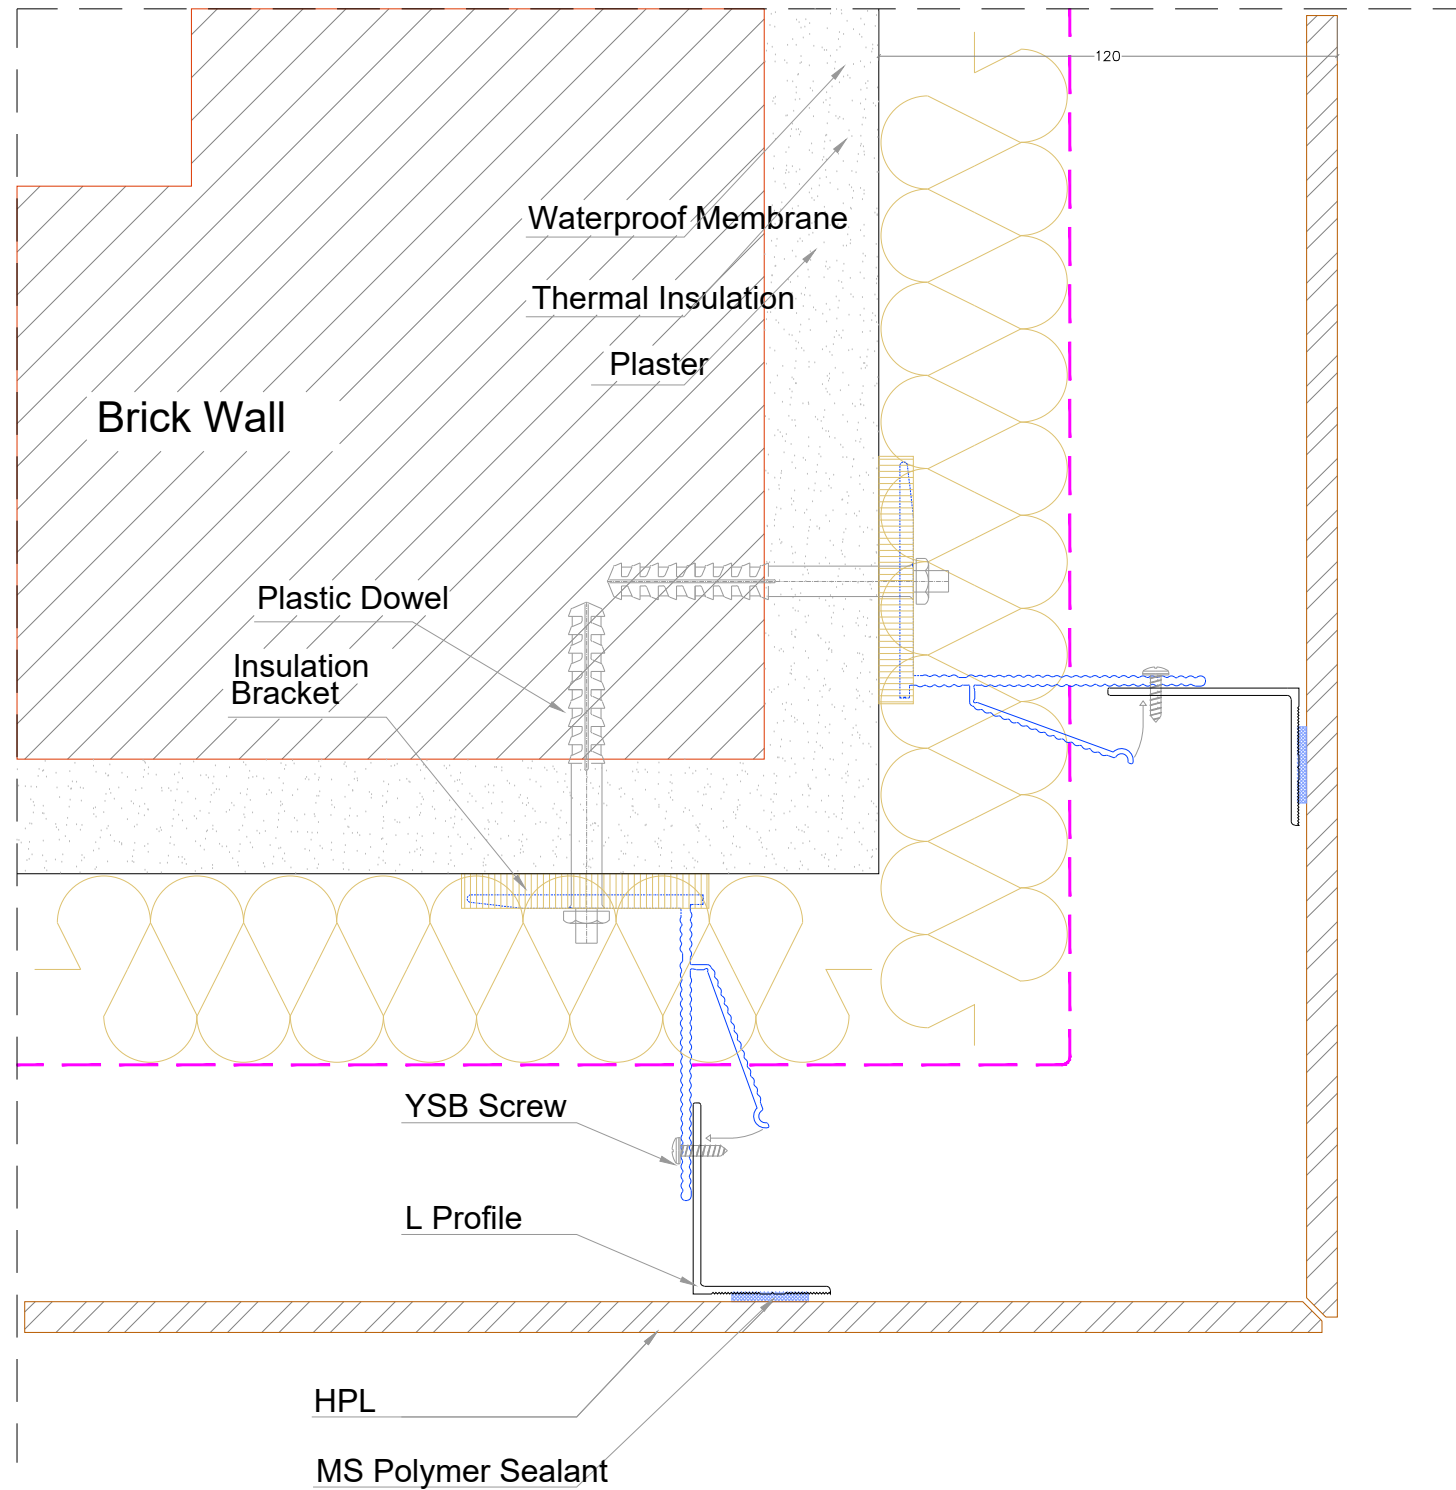 120
Waterproof Membrane
Thermal Insulation
Plaster
Brick Wall
Plastic Dowel
Insulation
Bracket
YSB Screw
L Profile
HPL
MS Polymer Sealant